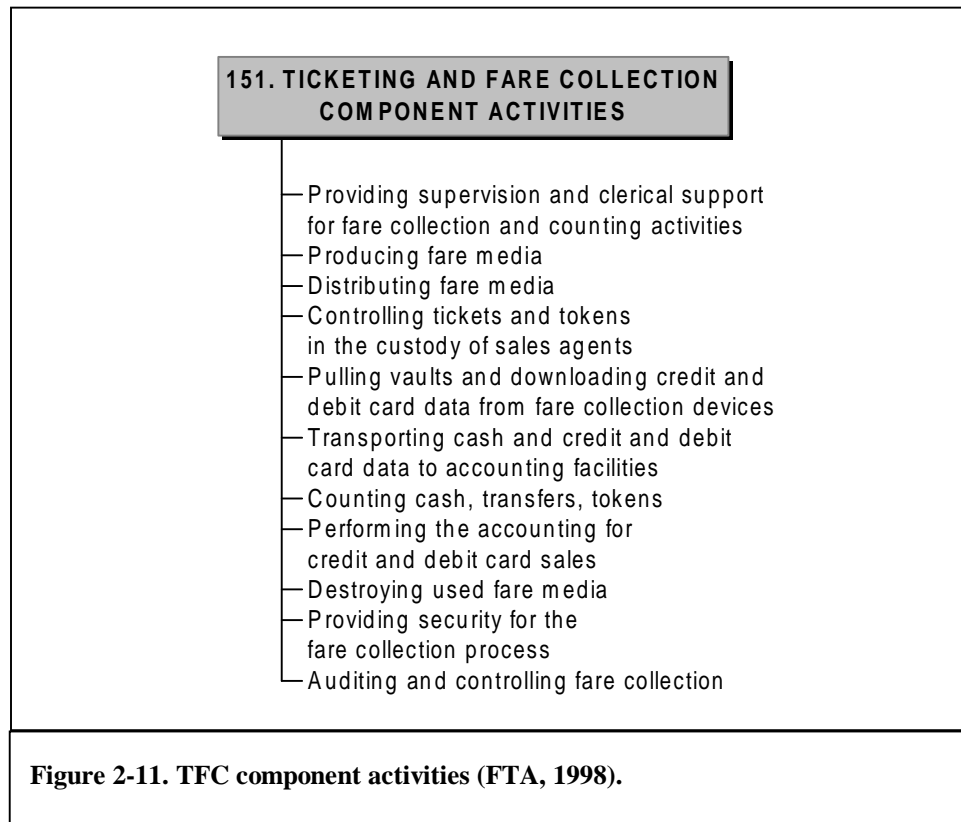 151. TICKETING AND FARE COLLECTION
COMPONENT ACTIVITIES
Providing supervision and clerical support
for fare collection and counting activities
Producing fare media
Distributing fare media
Controlling tickets and tokens
in the custody of sales agents
Pulling vaults and downloading credit and
debit card data from fare collection devices
Transporting cash and credit and debit
card data to accounting facilities
Counting cash, transfers, tokens
Performing the accounting for
credit and debit card sales
Destroying used fare media
Providing security for the
fare collection process
Auditing and controlling fare collection
Figure 2-11. TFC component activities (FTA, 1998).